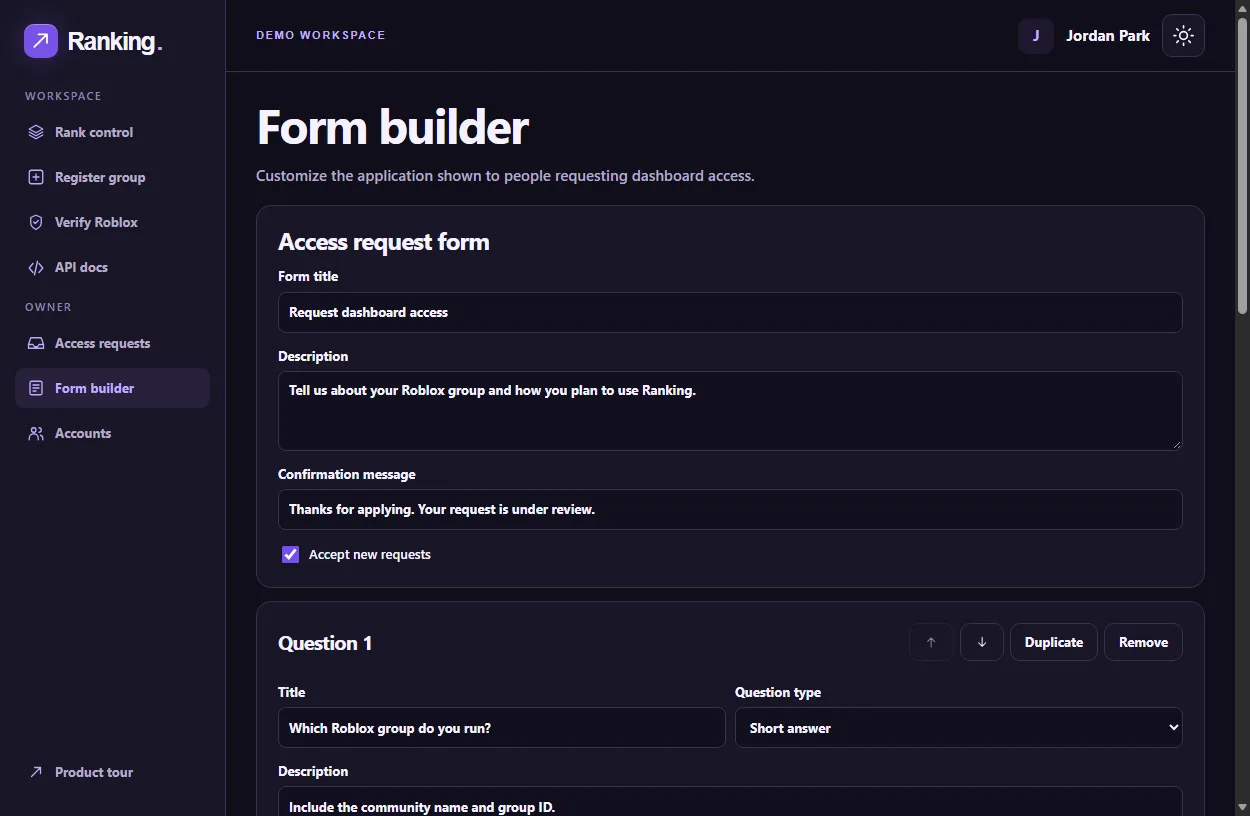 Ranking.
DEMO WORKSPACE
J
Jordan Park
WORKSPACE
Rank control
Register group
Verify Roblox
API docs
OWNER
Access requests
Form builder
Accounts
Product tour
Form builder
Customize the application shown to people requesting dashboard access.
Access request form
Form title
Request dashboard access
Description
Tell us about your Roblox group and how you plan to use Ranking.
Confirmation message
Thanks for applying. Your request is under review.
Accept new requests
Question 1
↑ ↓ Duplicate Remove
Title Question type
Which Roblox group do you run? Short answer
Description
Include the community name and group ID.